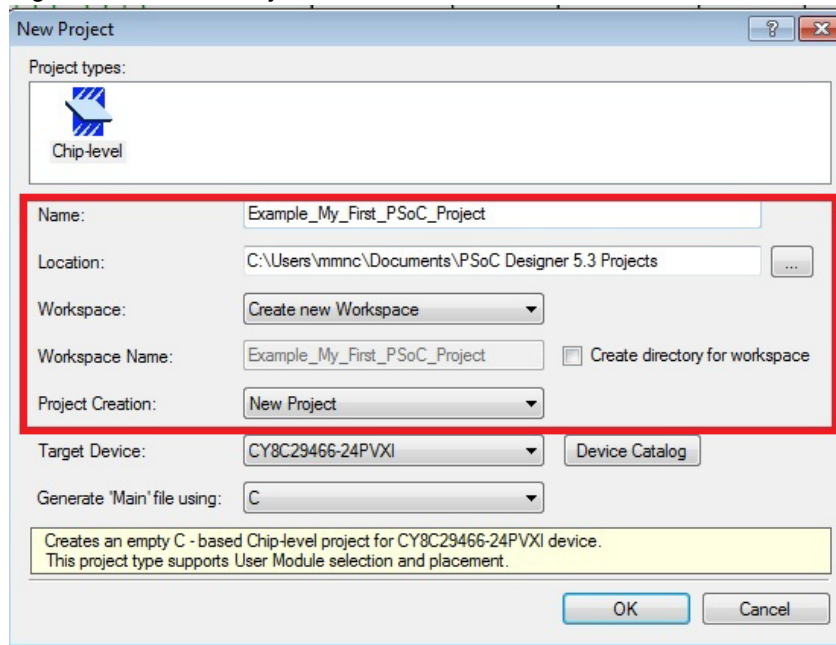 New Project
Project types:
Chip-level
Name: Example_My_First_PSoC_Project
Location: C:\Users\mmnc\Documents\PSoC Designer 5.3 Projects ...
Workspace: Create new Workspace
Workspace Name: Example_My_First_PSoC_Project Create directory for workspace
Project Creation: New Project
Target Device: CY8C29466-24PVXI Device Catalog
Generate 'Main' file using: C
Creates an empty C - based Chip-level project for CY8C29466-24PVXI device.
This project type supports User Module selection and placement.
OK Cancel